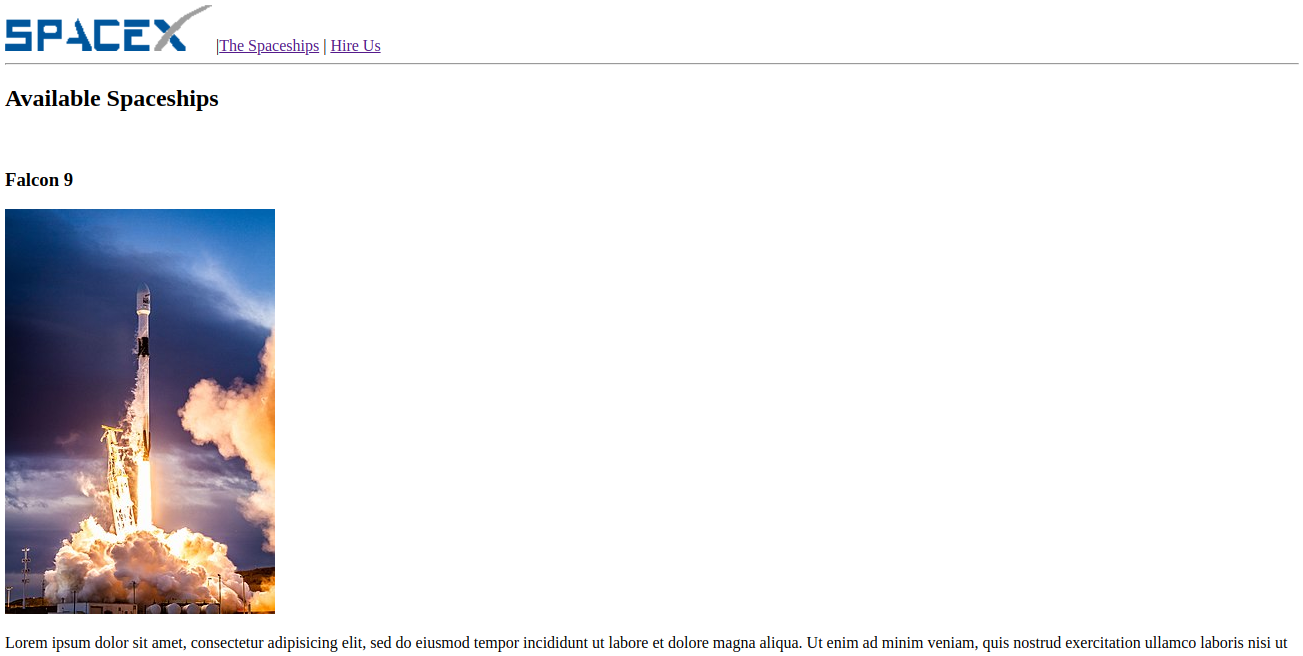 SPACEX |The Spaceships | Hire Us
Available Spaceships
Falcon 9
Lorem ipsum dolor sit amet, consectetur adipisicing elit, sed do eiusmod tempor incididunt ut labore et dolore magna aliqua. Ut enim ad minim veniam, quis nostrud exercitation ullamco laboris nisi ut